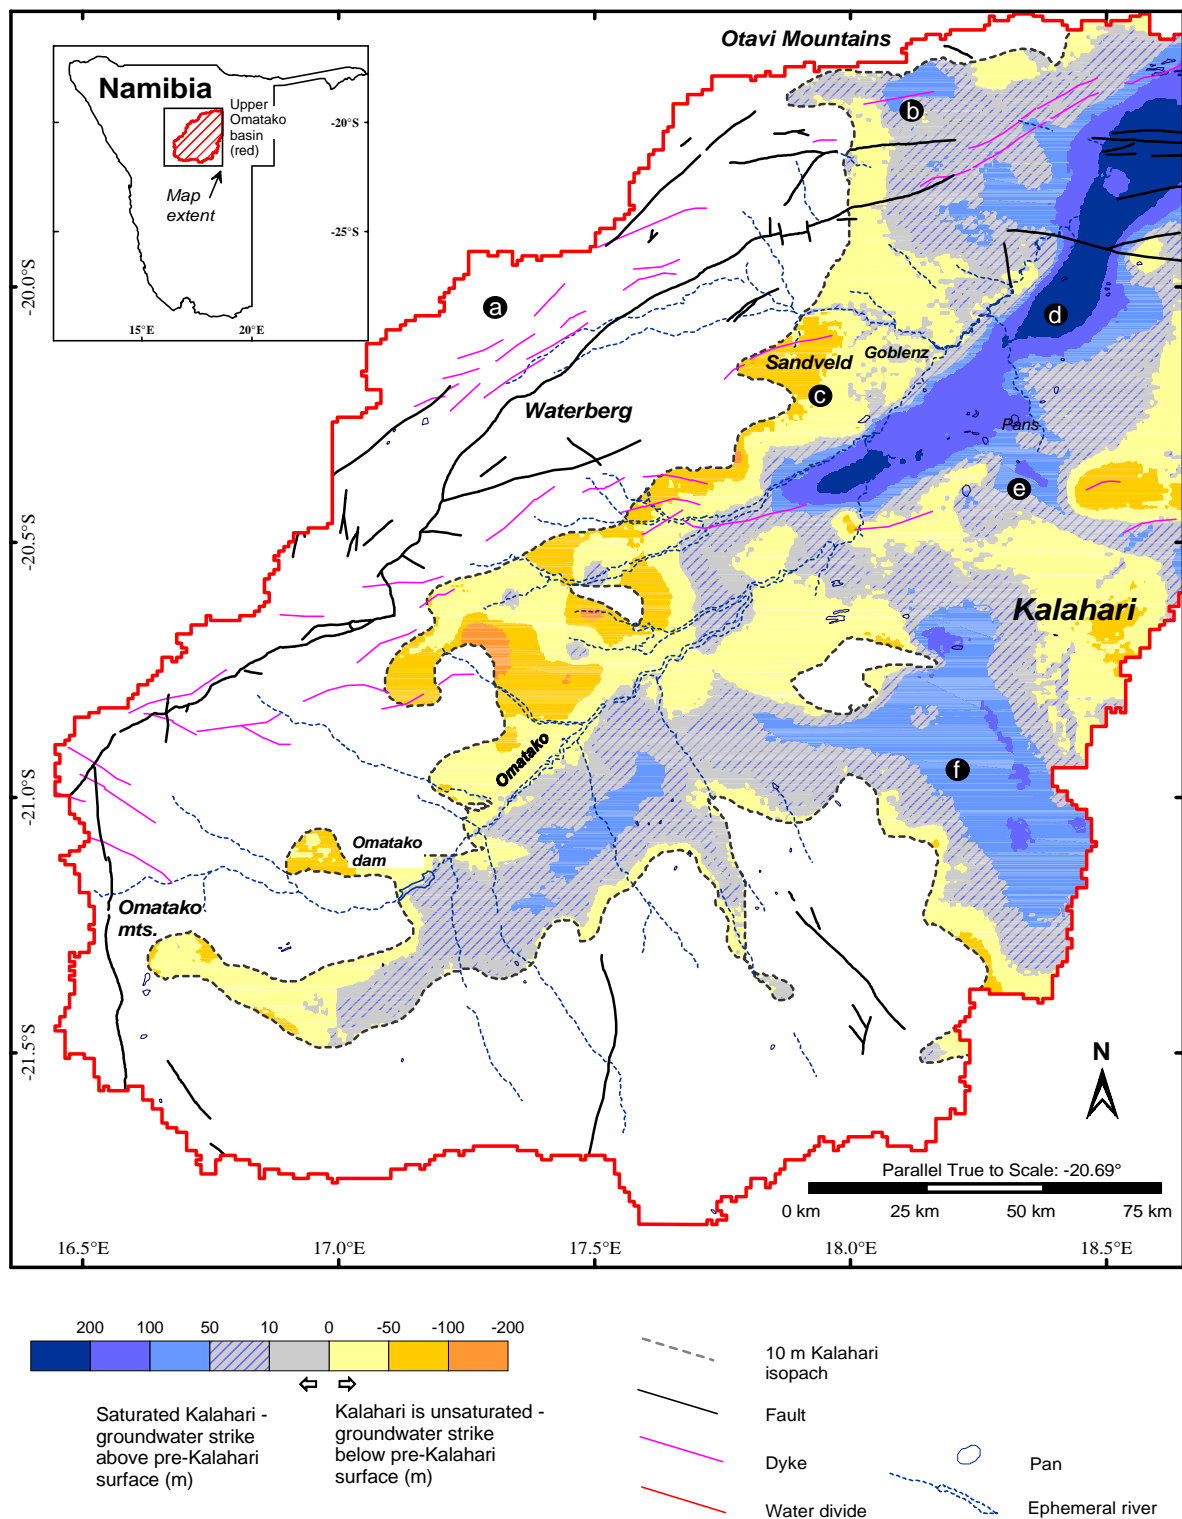 Otavi Mountains
Namibia
Upper
Omatako
basin
(red)
Map
extent
-20°S
-25°S
15°E
20°E
-20.0°S
-20.5°S
-21.0°S
-21.5°S
a
b
c
d
e
f
Sandveld
Goblenz
Waterberg
Pans
Kalahari
Omatako
Omatako
dam
Omatako
mts.
N
Parallel True to Scale: -20.69°
0 km
25 km
50 km
75 km
16.5°E
17.0°E
17.5°E
18.0°E
18.5°E
200
100
50
10
0
-50
-100
-200
Saturated Kalahari -
groundwater strike
above pre-Kalahari
surface (m)
Kalahari is unsaturated -
groundwater strike
below pre-Kalahari
surface (m)
10 m Kalahari
isopach
Fault
Dyke
Water divide
Pan
Ephemeral river